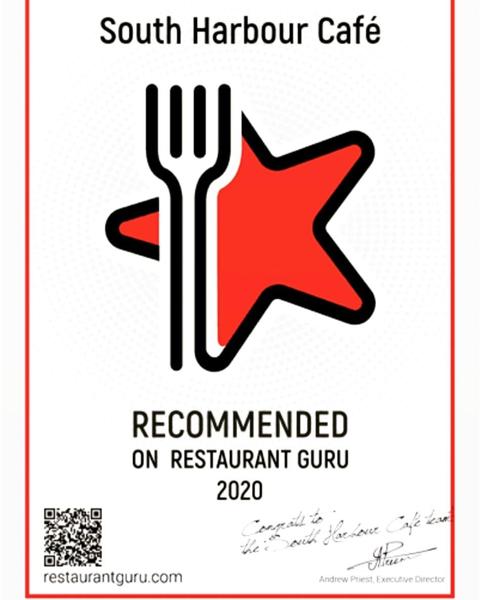 South Harbour Café
RECOMMENDED
ON RESTAURANT GURU
2020
Congrats to
the South Harbour Café team
restaurantguru.com
Andrew Priest, Executive Director